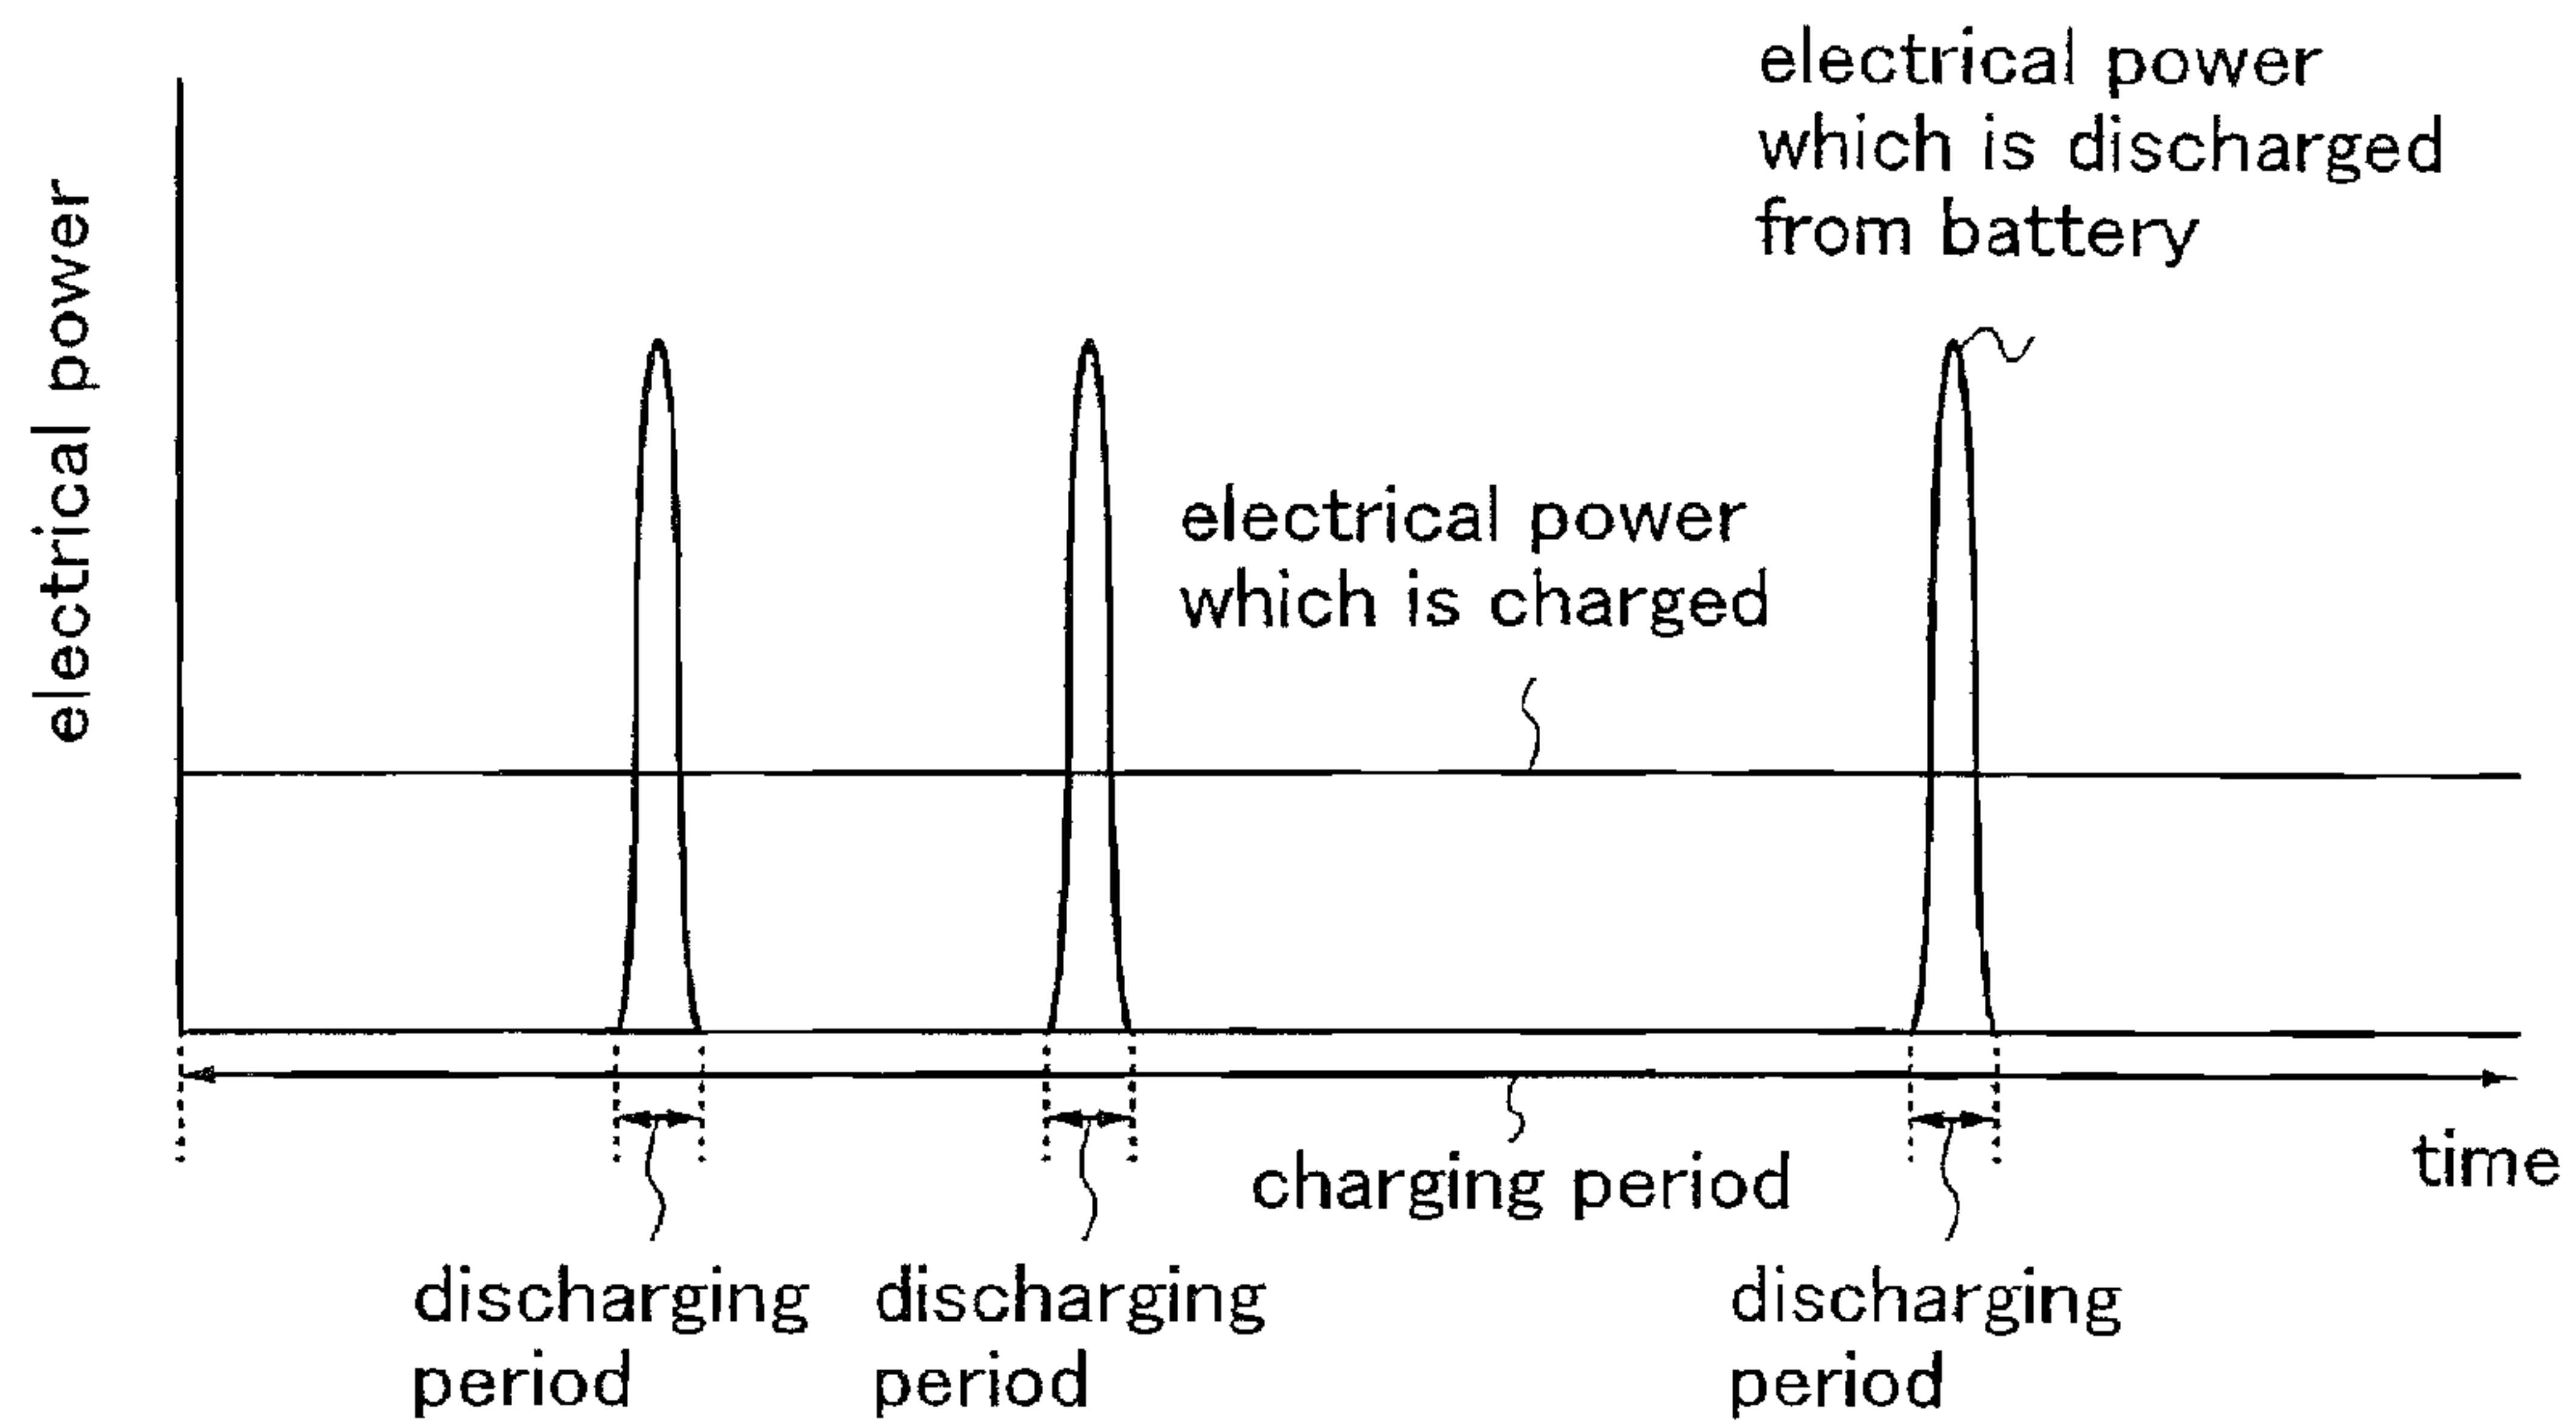 electrical power
which is discharged
from battery
electrical power
electrical power
which is charged
charging period
time
discharging
period
discharging
period
discharging
period